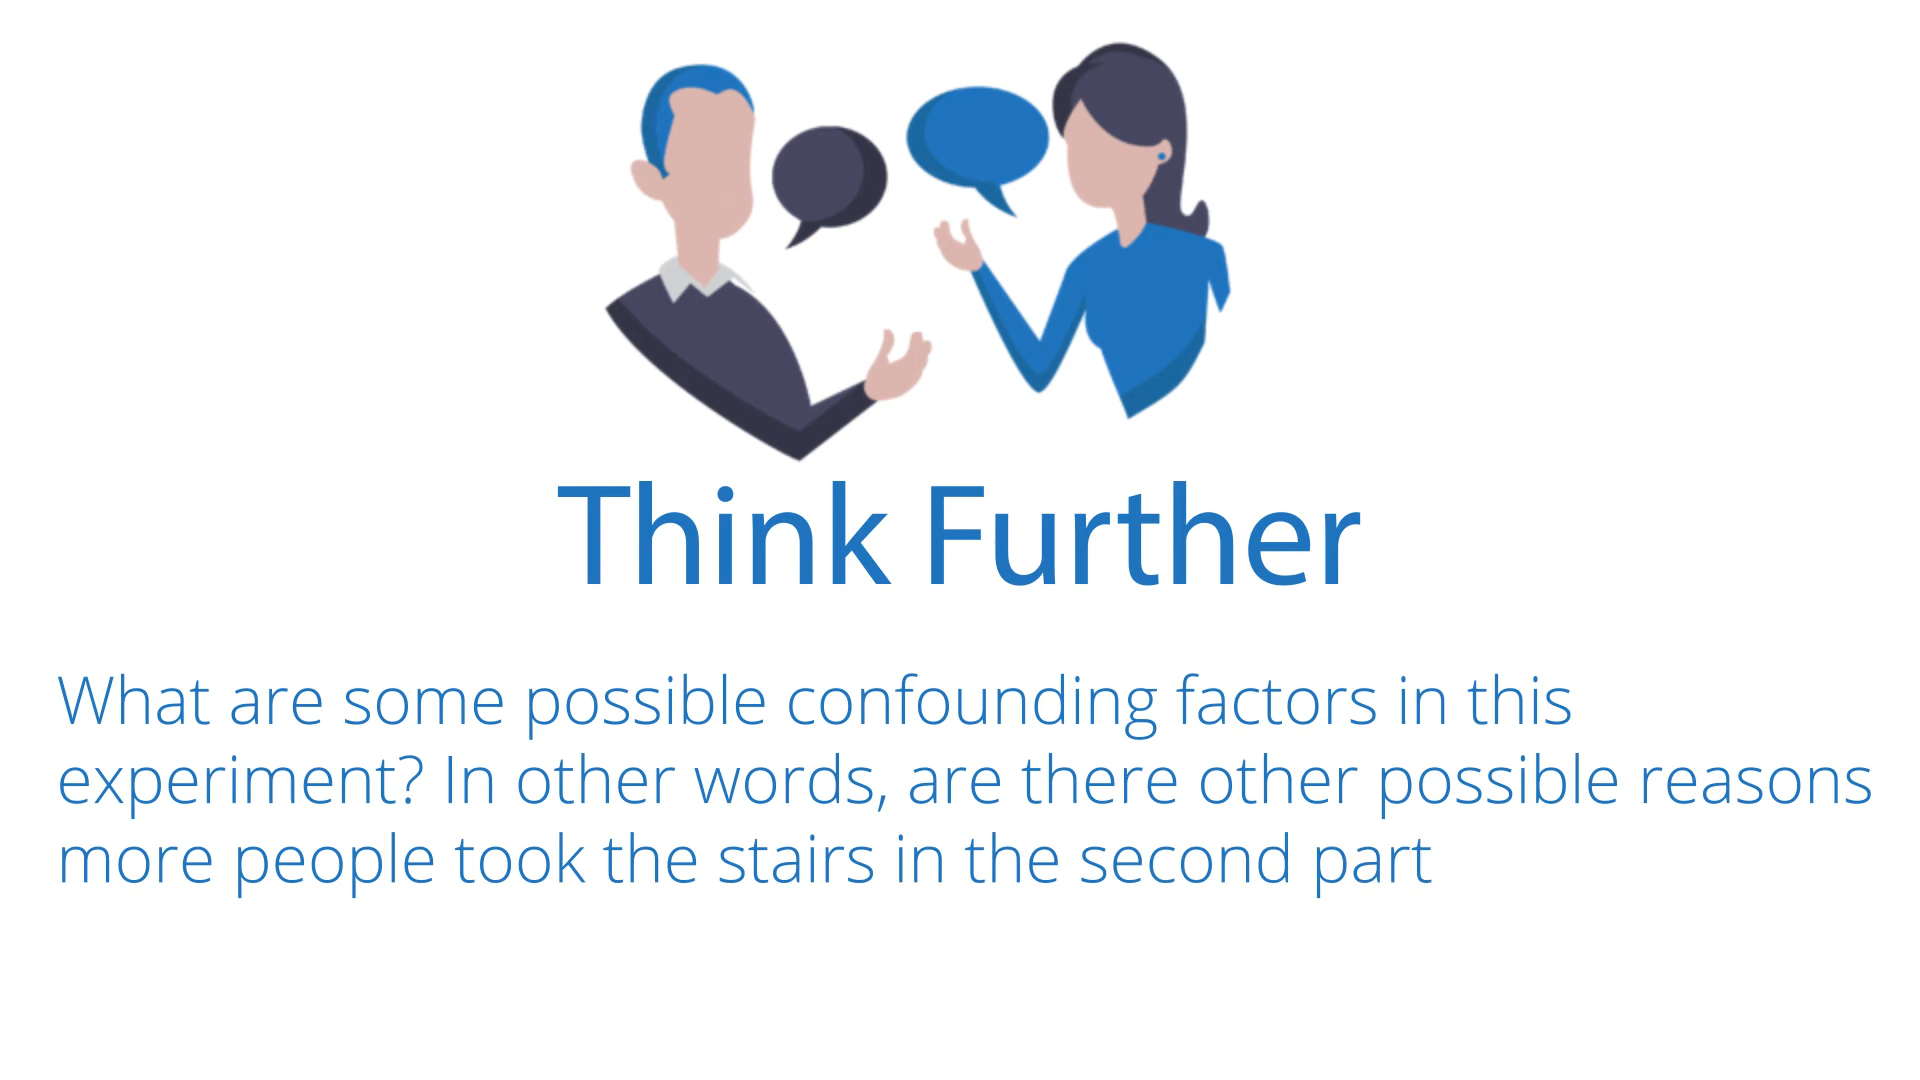 Think Further
What are some possible confounding factors in this
experiment? In other words, are there other possible reasons
more people took the stairs in the second part